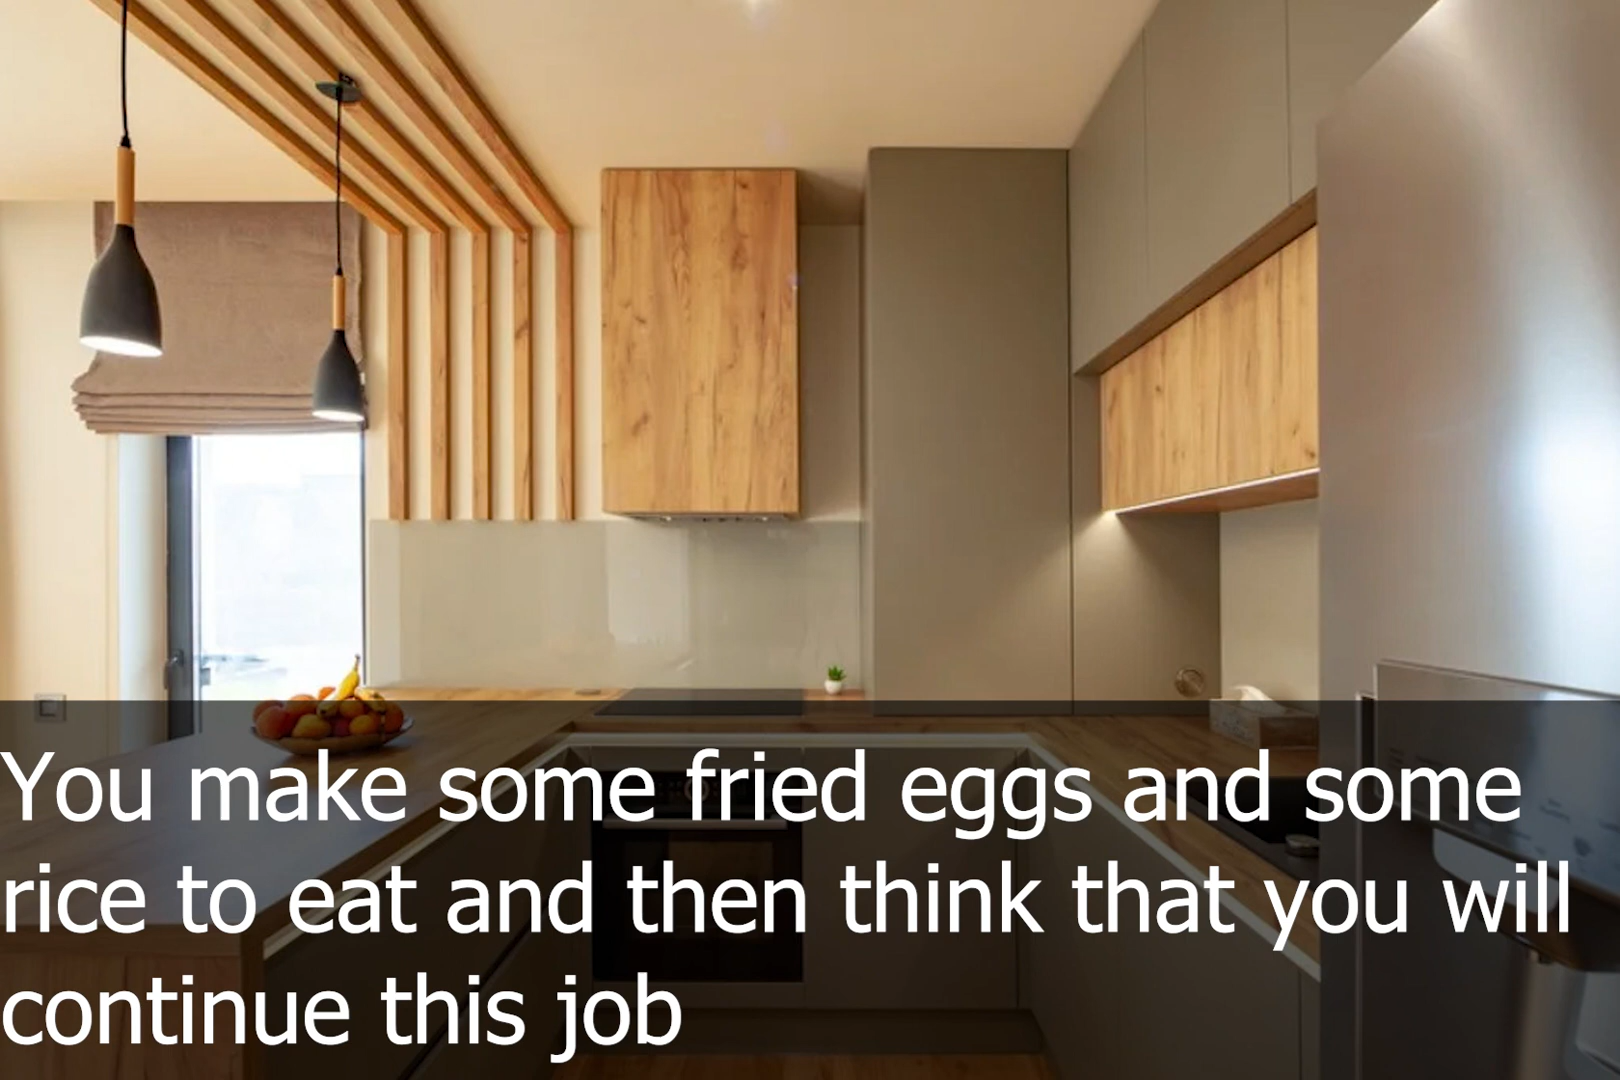 You make some fried eggs and some
rice to eat and then think that you will
continue this job